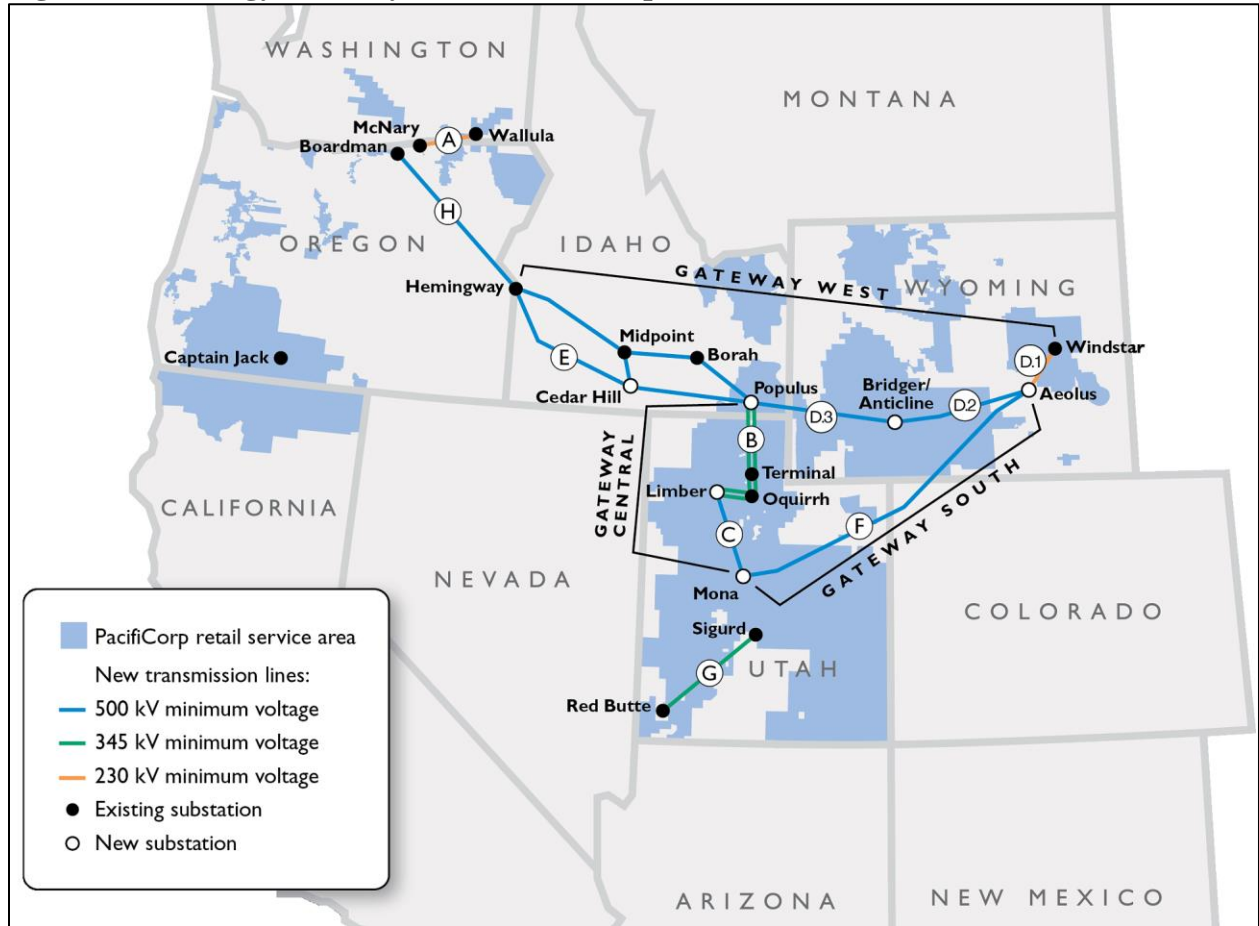 WASHINGTON
MONTANA
McNary
A
Wallula
Boardman
H
OREGON
IDAHO
GATEWAY WEST
WYOMING
Hemingway
Midpoint
Windstar
Captain Jack
E
Borah
D.1
Cedar Hill
Populus
Bridger/
Anticline
D.2
Aeolus
D.3
B
GATEWAY
CENTRAL
Terminal
Limber
Oquirrh
CALIFORNIA
C
F
GATEWAY SOUTH
NEVADA
Mona
COLORADO
Sigurd
UTAH
G
Red Butte
PacifiCorp retail service area
New transmission lines:
500 kV minimum voltage
345 kV minimum voltage
230 kV minimum voltage
Existing substation
New substation
ARIZONA
NEW MEXICO